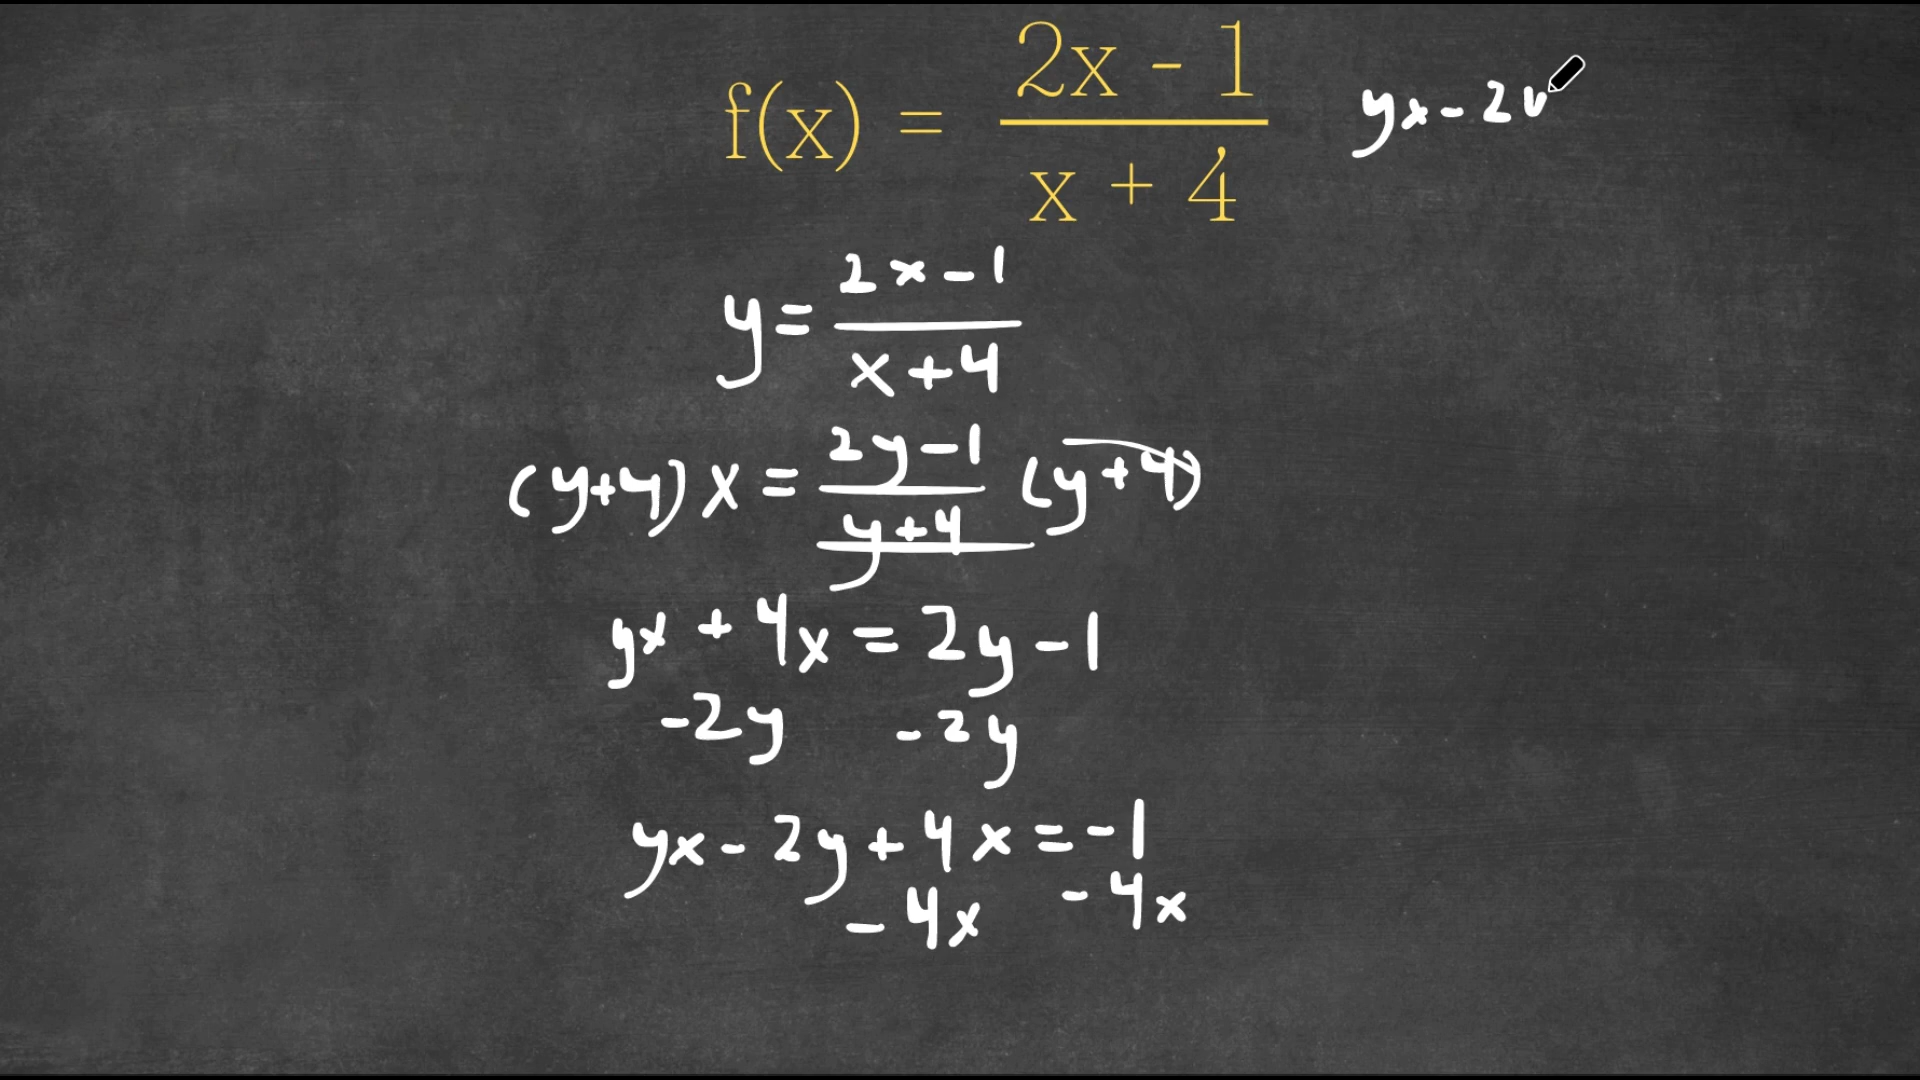 f(x) = 2x - 1 / x + 4
y = 2x - 1 / x + 4
(y+4) x = 2y - 1 / y + 4 (y+4)
yx + 4x = 2y - 1
-2y -2y
yx - 2y + 4x = -1
- 4x - 4x
yx - 2